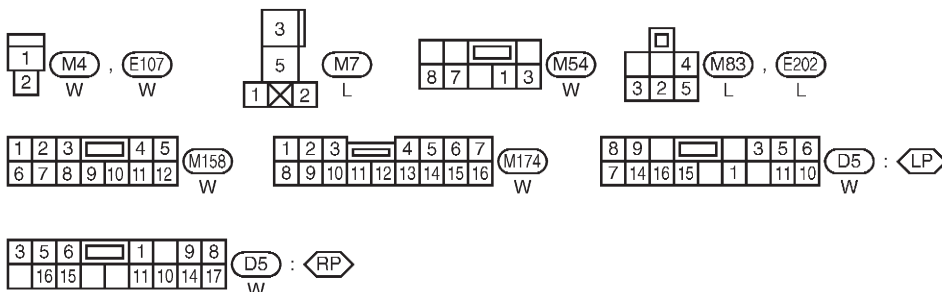 1
2
M4 , E107
W W
3
5
1 2
M7
L
8 7 1 3
M54
W
4
3 2 5
M83 , E202
L L
1 2 3 4 5
6 7 8 9 10 11 12
M158
W
1 2 3 4 5 6 7
8 9 10 11 12 13 14 15 16
M174
W
8 9 3 5 6
7 14 16 15 1 11 10
D5 : LP
W
3 5 6 1 9 8
16 15 11 10 14 17
D5 : RP
W